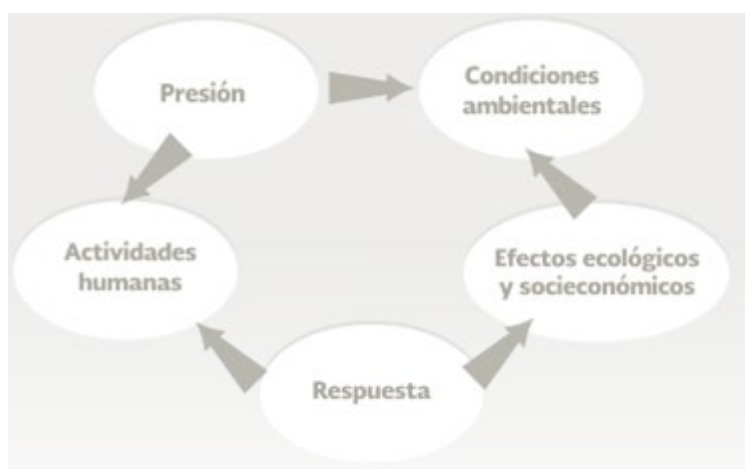 Presión
Condiciones
ambientales
Actividades
humanas
Efectos ecológicos
y socieconómicos
Respuesta